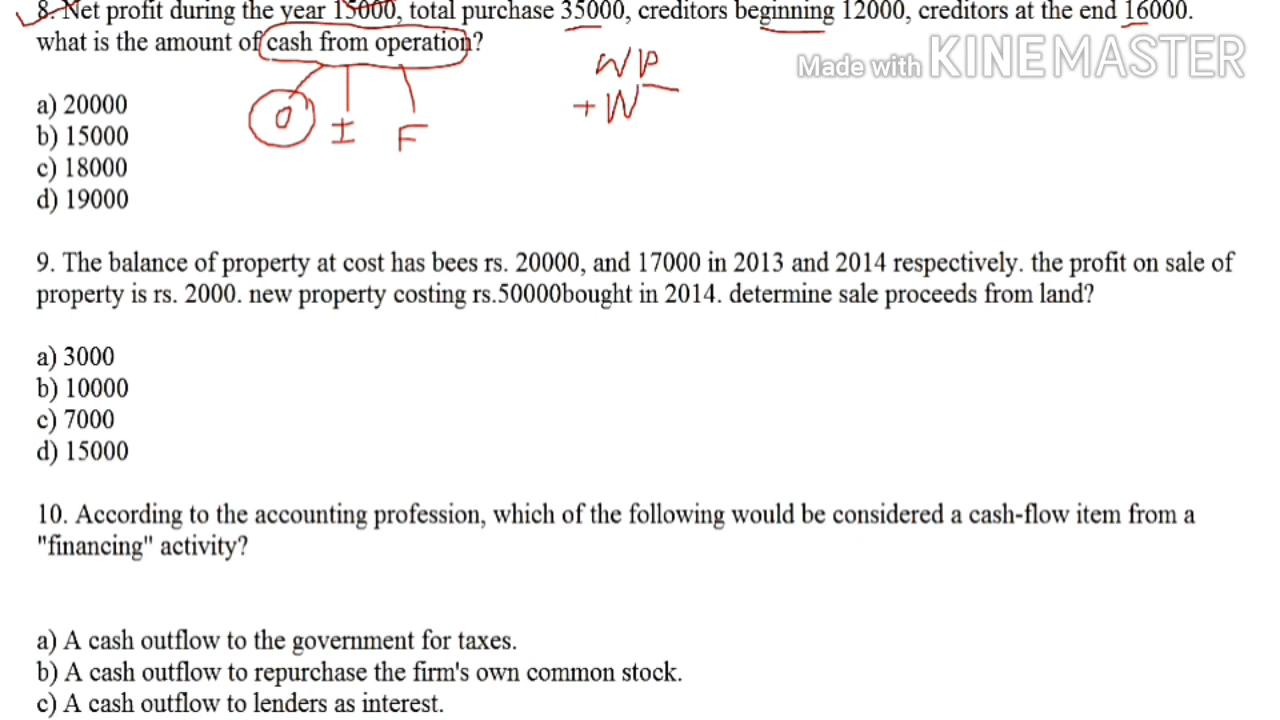 8. Net profit during the year 15000, total purchase 35000, creditors beginning 12000, creditors at the end 16000.
what is the amount of cash from operation?
Made with KINEMASTER
NP
+ N
O I F
a) 20000
b) 15000
c) 18000
d) 19000
9. The balance of property at cost has bees rs. 20000, and 17000 in 2013 and 2014 respectively. the profit on sale of
property is rs. 2000. new property costing rs.50000bought in 2014. determine sale proceeds from land?
a) 3000
b) 10000
c) 7000
d) 15000
10. According to the accounting profession, which of the following would be considered a cash-flow item from a
"financing" activity?
a) A cash outflow to the government for taxes.
b) A cash outflow to repurchase the firm's own common stock.
c) A cash outflow to lenders as interest.